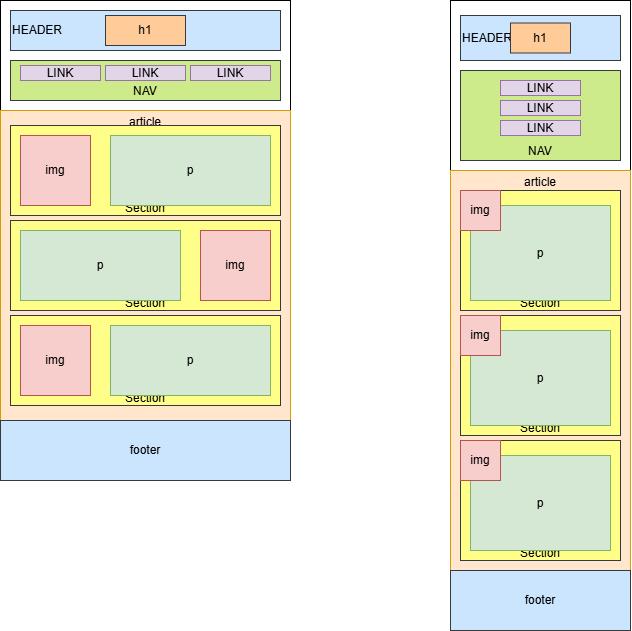 HEADER
h1
LINK LINK LINK
NAV
article
img p
Section
p img
Section
img p
Section
footer
HEADER
h1
LINK
LINK
LINK
NAV
article
img
p
Section
img
p
Section
img
p
Section
footer